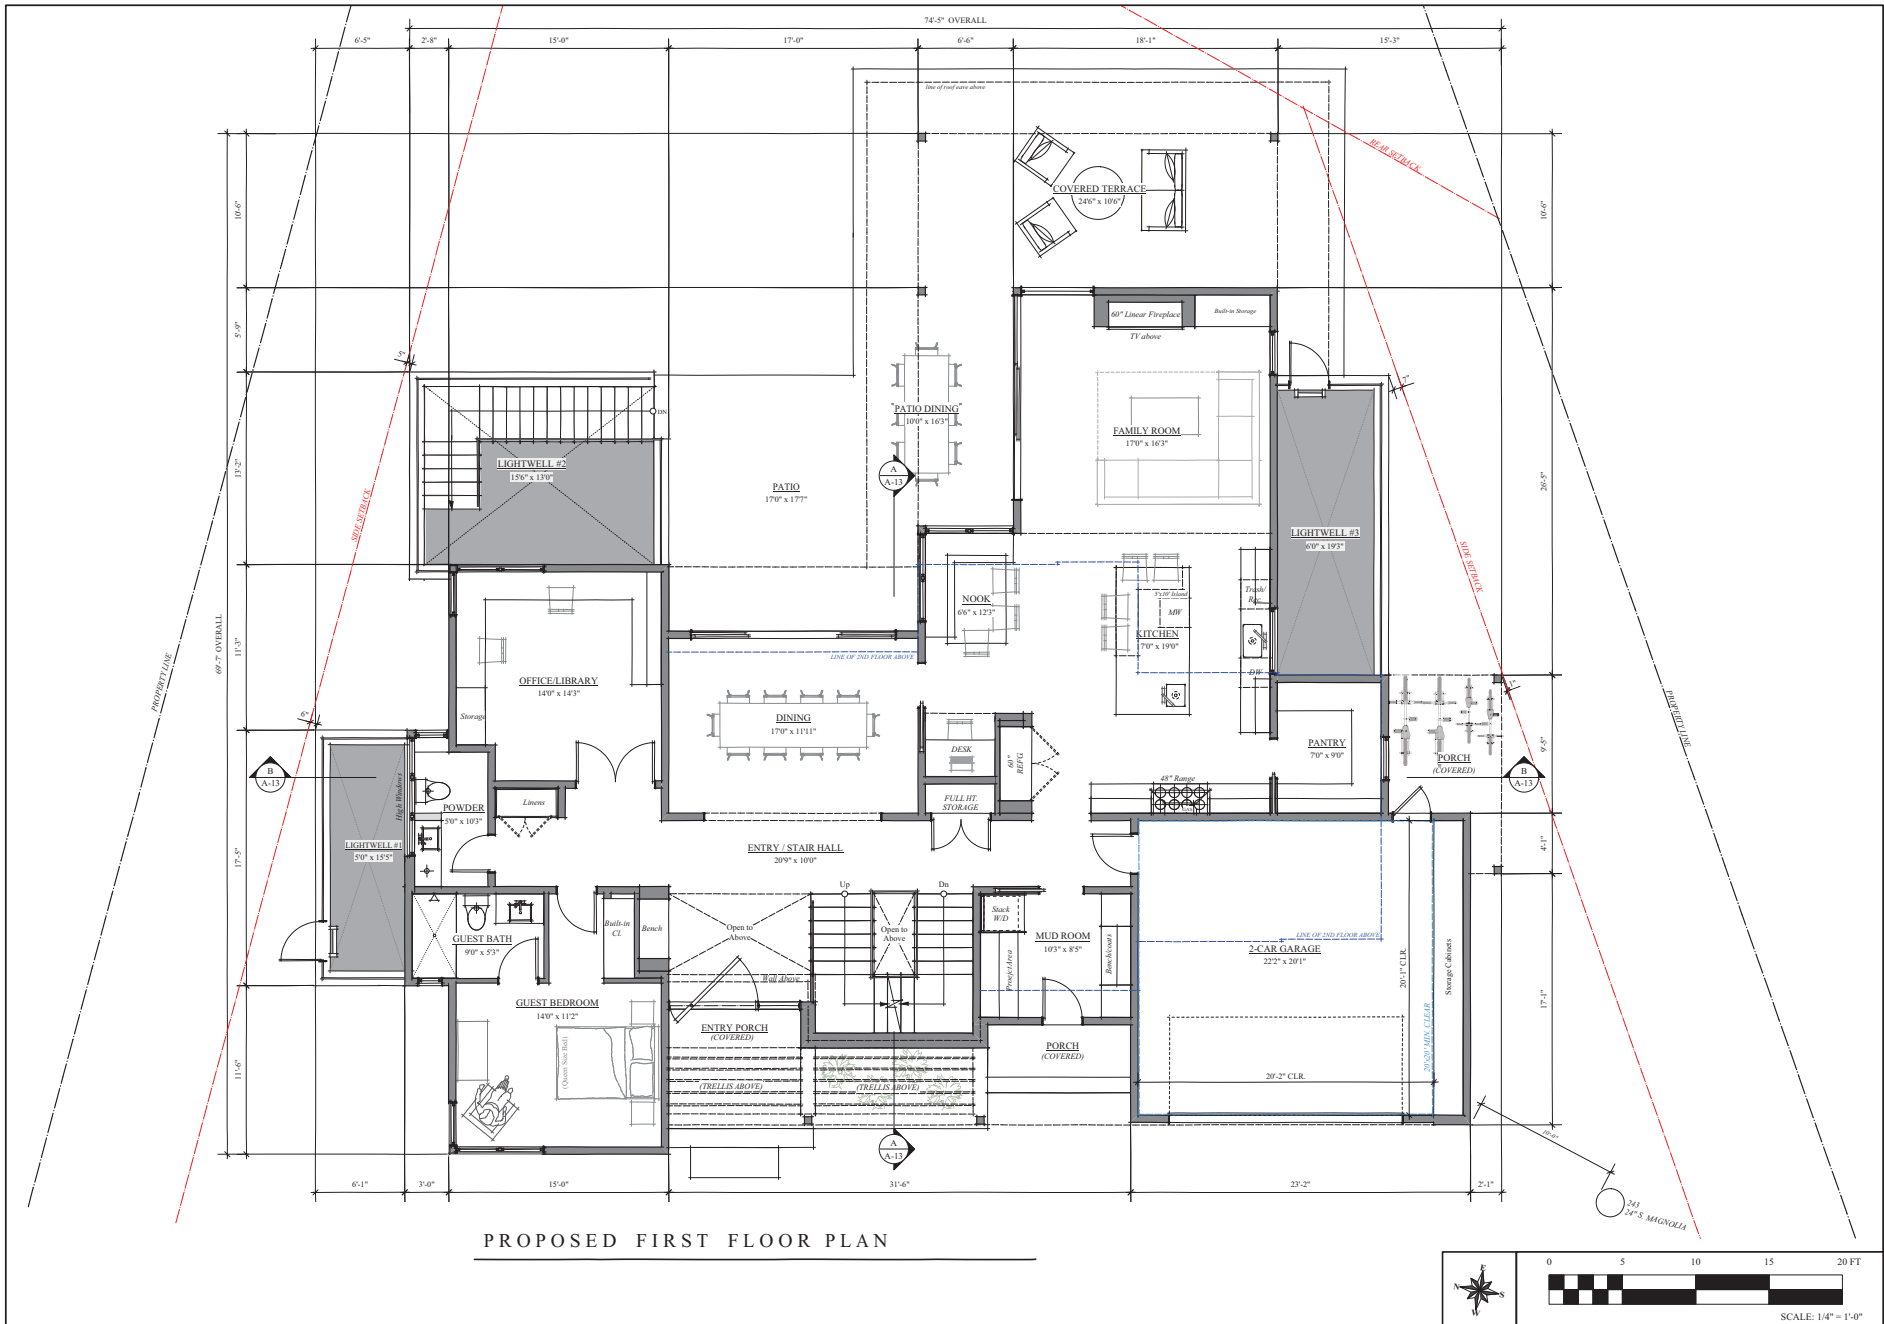 74'-5" OVERALL
6'-5"
2'-8"
15'-0"
17'-0"
6'-6"
18'-1"
15'-3"
line of roof eave above
REAR SETBACK
COVERED TERRACE
24'6" x 10'6"
10'-6"
10'-6"
5'-9"
5"
60" Linear Fireplace
Built-in Storage
TV above
7"
DN
PATIO DINING
10'0" x 16'3"
FAMILY ROOM
17'0" x 16'3"
LIGHTWELL #2
15'6" x 13'0"
13'-2"
A
A-13
PATIO
17'0" x 17'7"
26'-5"
SIDE SETBACK
LIGHTWELL #3
6'0" x 19'3"
SIDE SETBACK
NOOK
6'6" x 12'3"
5'x10' Island
MW
Trash/
Rec.
KITCHEN
7'0" x 19'0"
DW
69'-7" OVERALL
11'-3"
PROPERTY LINE
LINE OF 2ND FLOOR ABOVE
OFFICE/LIBRARY
14'0" x 14'3"
Storage
DINING
17'0" x 11'11"
6"
1"
PROPERTY LINE
DESK
60"
REFG.
PANTRY
7'0" x 9'0"
9'-5"
PORCH
(COVERED)
B
A-13
B
A-13
48" Range
GAS
High Windows
Linens
POWDER
5'0" x 10'3"
FULL HT.
STORAGE
LIGHTWELL #1
5'0" x 15'5"
17'-5"
ENTRY / STAIR HALL
20'9" x 10'0"
4'-1"
Up
Dn
Stack
W/D
Built-in
Cl.
Bench
Open to
Above
Open to
Above
GUEST BATH
9'0" x 5'3"
MUD ROOM
10'3" x 8'5"
Project Area
Bench/coats
LINE OF 2ND FLOOR ABOVE
2-CAR GARAGE
22'2" x 20'1"
20'-1" CLR.
Storage Cabinets
Wall Above
GUEST BEDROOM
14'0" x 11'2"
17'-1"
ENTRY PORCH
(COVERED)
PORCH
(COVERED)
(Queen Size Bed)
20'x20' MIN. CLEAR
11'-6"
(TRELLIS ABOVE)
(TRELLIS ABOVE)
20'-2" CLR.
A
A-13
10'-0"
6'-1"
3'-0"
15'-0"
31'-6"
23'-2"
2'-1"
243
24" S. MAGNOLIA
PROPOSED FIRST FLOOR PLAN
N
E
S
W
0
5
10
15
20 FT
SCALE: 1/4" = 1'-0"